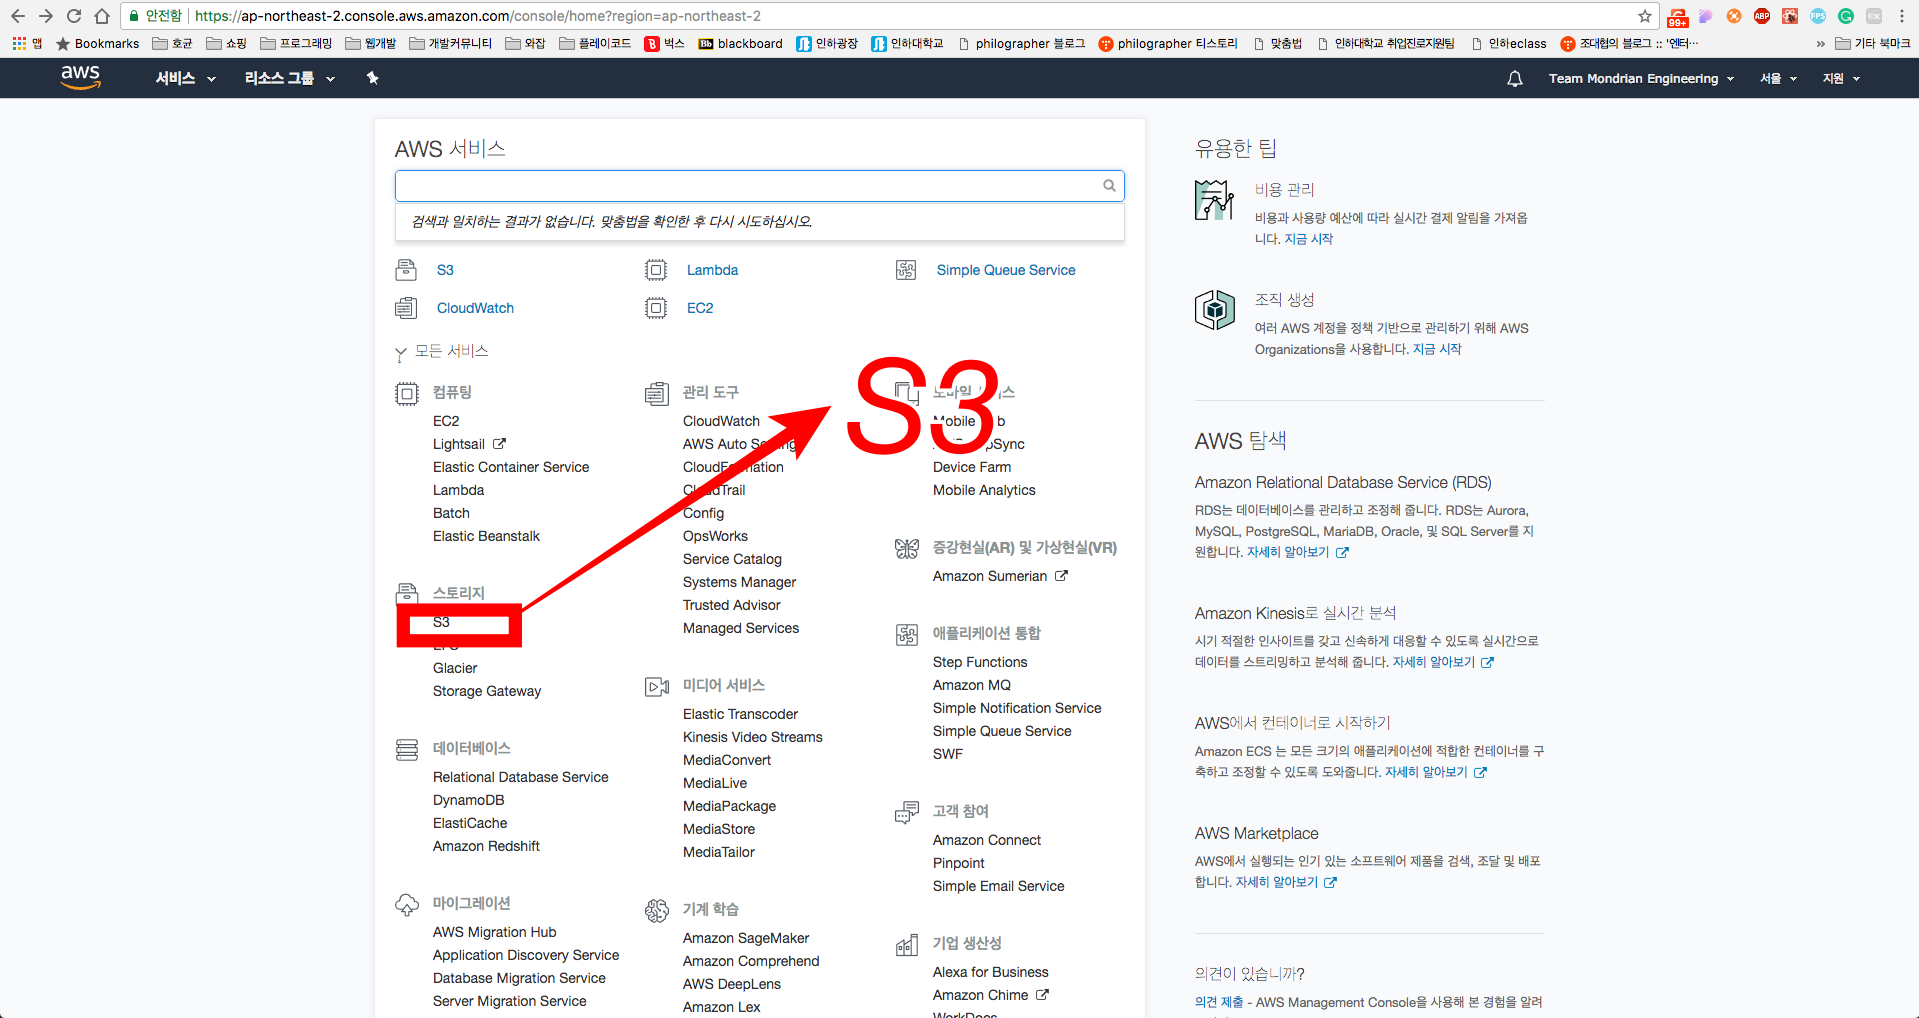 안전함 https://ap-northeast-2.console.aws.amazon.com/console/home?region=ap-northeast-2
99+ ABP FPS G EX
앱 Bookmarks 호균 쇼핑 프로그래밍 웹개발 개발커뮤니티 와잡 플레이코드 벅스 blackboard 인하광장 인하대학교 philographer 블로그 philographer 티스토리 맞춤법 인하대학교 취업진로지원팀 인하eclass 조대협의 블로그 :: '엔터… » 기타 북마크
aws 서비스 리소스 그룹 Team Mondrian Engineering 서울 지원
AWS 서비스
검색과 일치하는 결과가 없습니다. 맞춤법을 확인한 후 다시 시도하십시오.
S3 Lambda Simple Queue Service
CloudWatch EC2
모든 서비스
컴퓨팅
EC2
Lightsail
Elastic Container Service
Lambda
Batch
Elastic Beanstalk
스토리지
S3
Glacier
Storage Gateway
데이터베이스
Relational Database Service
DynamoDB
ElastiCache
Amazon Redshift
마이그레이션
AWS Migration Hub
Application Discovery Service
Database Migration Service
Server Migration Service
관리 도구
CloudWatch
AWS Auto Scaling
CloudFormation
CloudTrail
Config
OpsWorks
Service Catalog
Systems Manager
Trusted Advisor
Managed Services
미디어 서비스
Elastic Transcoder
Kinesis Video Streams
MediaConvert
MediaLive
MediaPackage
MediaStore
MediaTailor
기계 학습
Amazon SageMaker
Amazon Comprehend
AWS DeepLens
Amazon Lex
S3
Mobile
Device Farm
Mobile Analytics
증강현실(AR) 및 가상현실(VR)
Amazon Sumerian
애플리케이션 통합
Step Functions
Amazon MQ
Simple Notification Service
Simple Queue Service
SWF
고객 참여
Amazon Connect
Pinpoint
Simple Email Service
기업 생산성
Alexa for Business
Amazon Chime
WorkDocs
유용한 팁
비용 관리
비용과 사용량 예산에 따라 실시간 결제 알림을 가져옵
니다. 지금 시작
조직 생성
여러 AWS 계정을 정책 기반으로 관리하기 위해 AWS
Organizations을 사용합니다. 지금 시작
AWS 탐색
Amazon Relational Database Service (RDS)
RDS는 데이터베이스를 관리하고 조정해 줍니다. RDS는 Aurora,
MySQL, PostgreSQL, MariaDB, Oracle, 및 SQL Server를 지
원합니다. 자세히 알아보기
Amazon Kinesis로 실시간 분석
시기 적절한 인사이트를 갖고 신속하게 대응할 수 있도록 실시간으로
데이터를 스트리밍하고 분석해 줍니다. 자세히 알아보기
AWS에서 컨테이너로 시작하기
Amazon ECS 는 모든 크기의 애플리케이션에 적합한 컨테이너를 구
축하고 조정할 수 있도록 도와줍니다. 자세히 알아보기
AWS Marketplace
AWS에서 실행되는 인기 있는 소프트웨어 제품을 검색, 조달 및 배포
합니다. 자세히 알아보기
의견이 있습니까?
의견 제출 - AWS Management Console을 사용해 본 경험을 알려